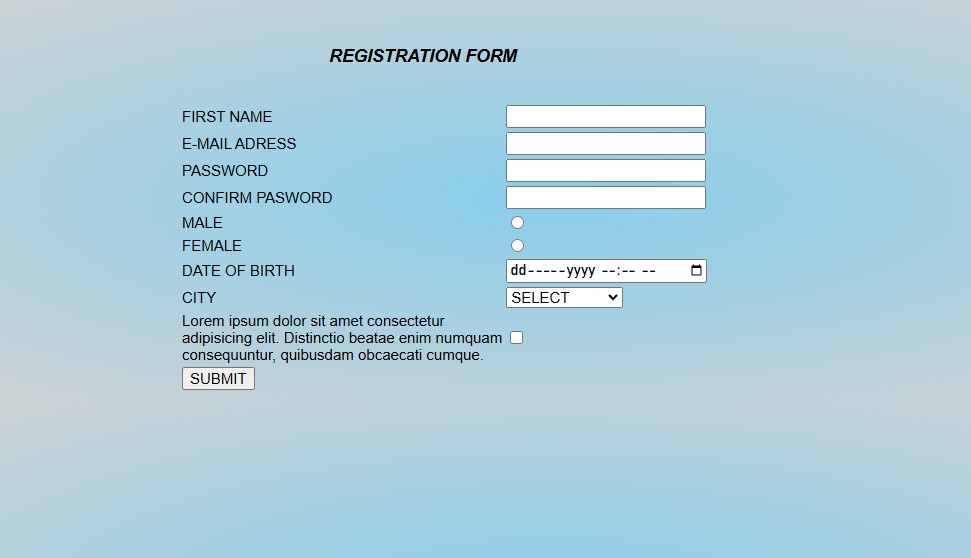 REGISTRATION FORM
FIRST NAME
E-MAIL ADRESS
PASSWORD
CONFIRM PASWORD
MALE
FEMALE
DATE OF BIRTH dd-----yyyy --:-- --
CITY SELECT
Lorem ipsum dolor sit amet consectetur
adipisicing elit. Distinctio beatae enim numquam
consequuntur, quibusdam obcaecati cumque.
SUBMIT